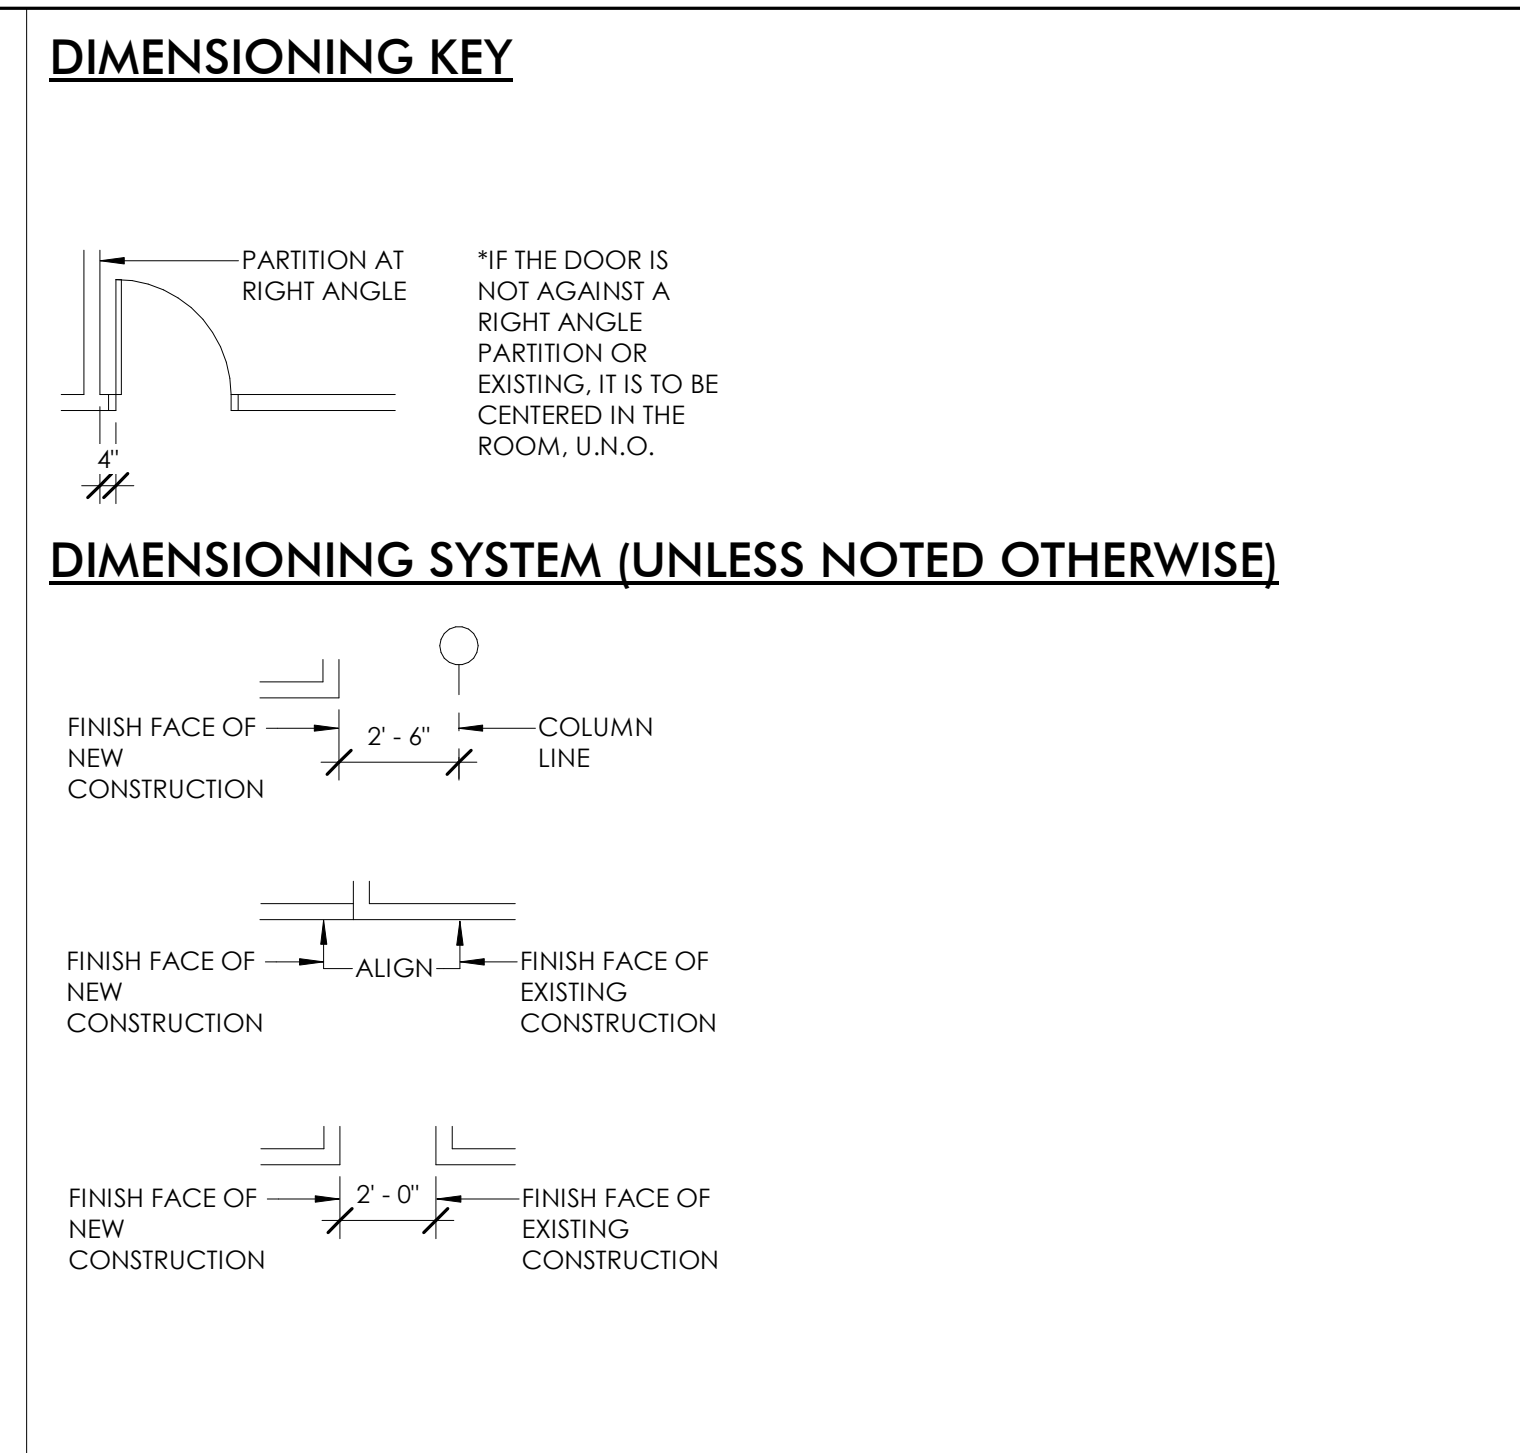 DIMENSIONING KEY
PARTITION AT
RIGHT ANGLE
*IF THE DOOR IS
NOT AGAINST A
RIGHT ANGLE
PARTITION OR
EXISTING, IT IS TO BE
CENTERED IN THE
ROOM, U.N.O.
4"
DIMENSIONING SYSTEM (UNLESS NOTED OTHERWISE)
FINISH FACE OF
NEW
CONSTRUCTION
2' - 6"
COLUMN
LINE
FINISH FACE OF
NEW
CONSTRUCTION
ALIGN
FINISH FACE OF
EXISTING
CONSTRUCTION
FINISH FACE OF
NEW
CONSTRUCTION
2' - 0"
FINISH FACE OF
EXISTING
CONSTRUCTION